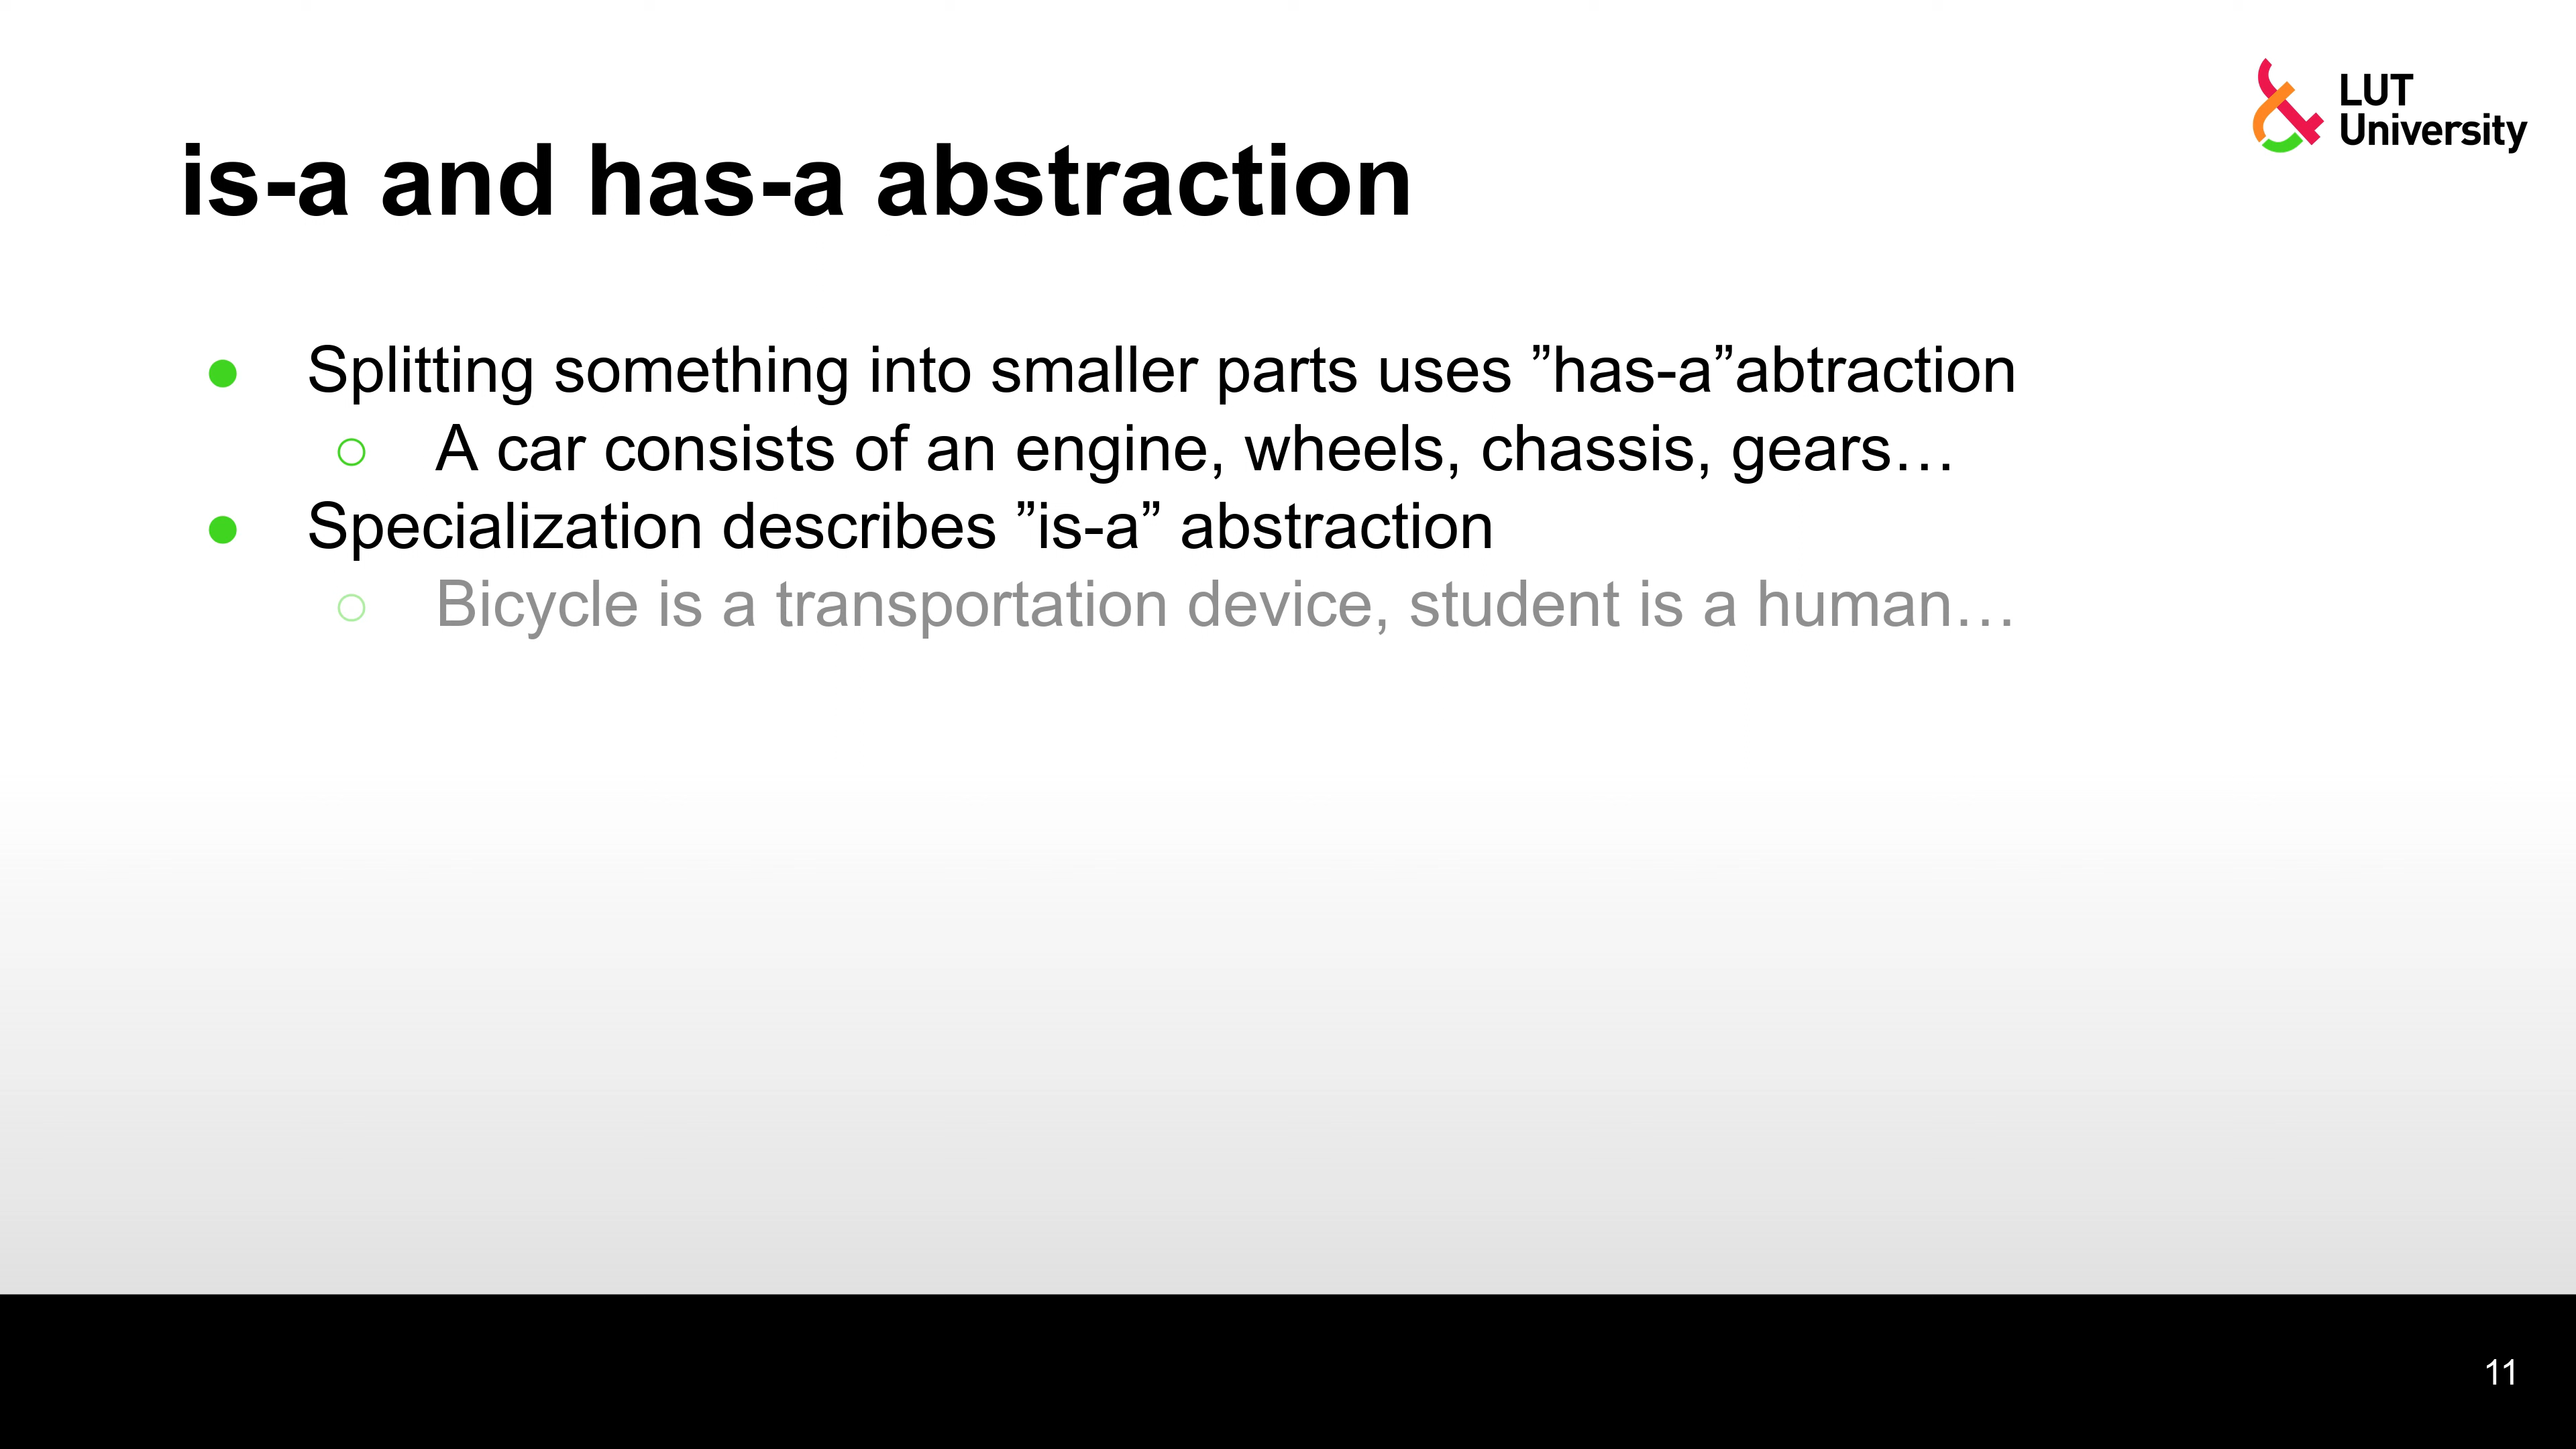 LUT
University
is-a and has-a abstraction
● Splitting something into smaller parts uses ”has-a”abtraction
○ A car consists of an engine, wheels, chassis, gears…
● Specialization describes ”is-a” abstraction
○ Bicycle is a transportation device, student is a human…
11